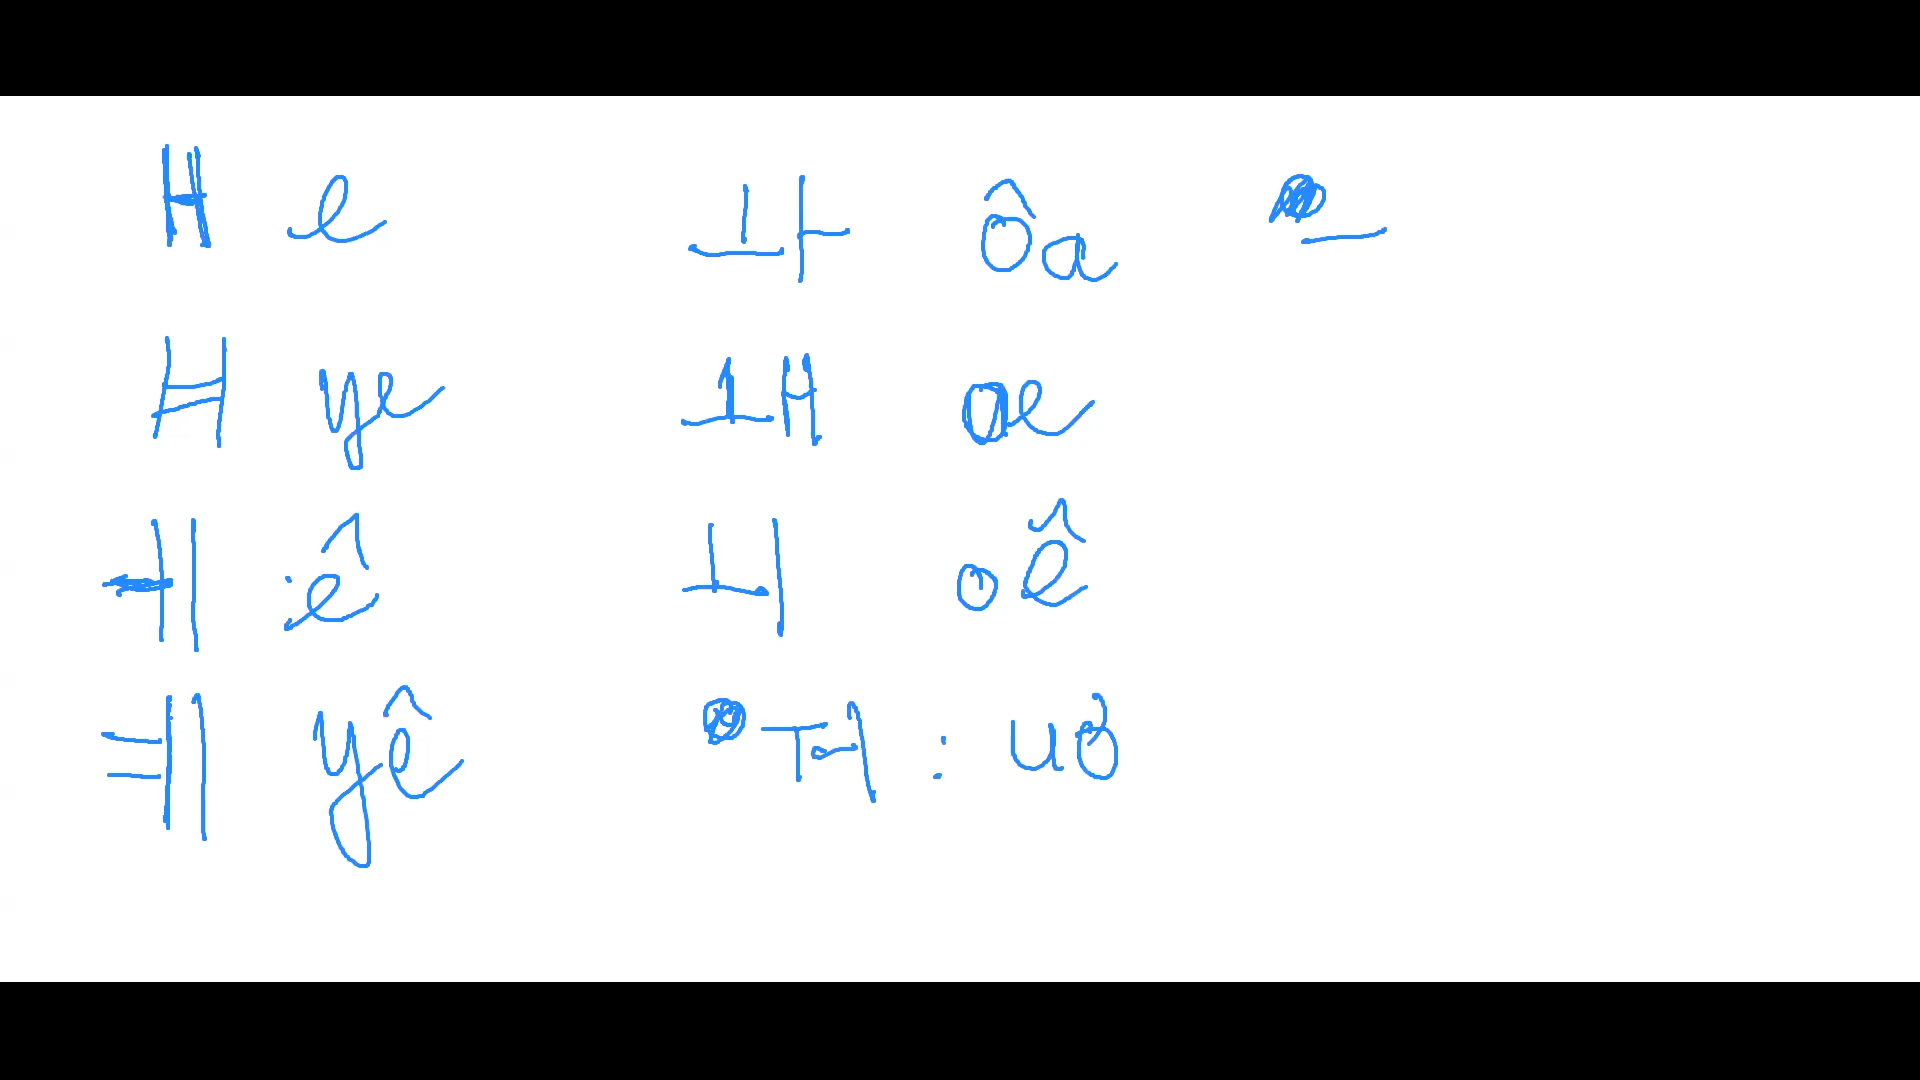 ㅐ e ㅘ ôa
ㅒ ye ㅙ oe
ㅔ ê ㅚ oê
ㅖ yê ㅝ : uơ